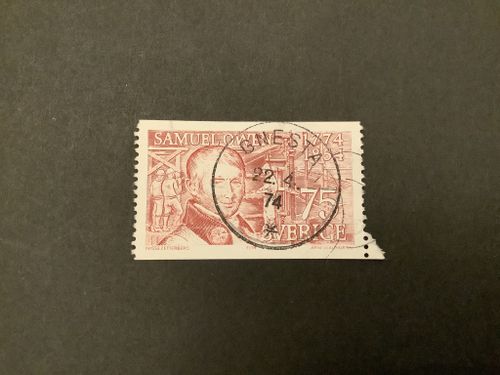 SAMUEL OWEN
1774
GNESTA
22.4.
74
75
SVERIGE